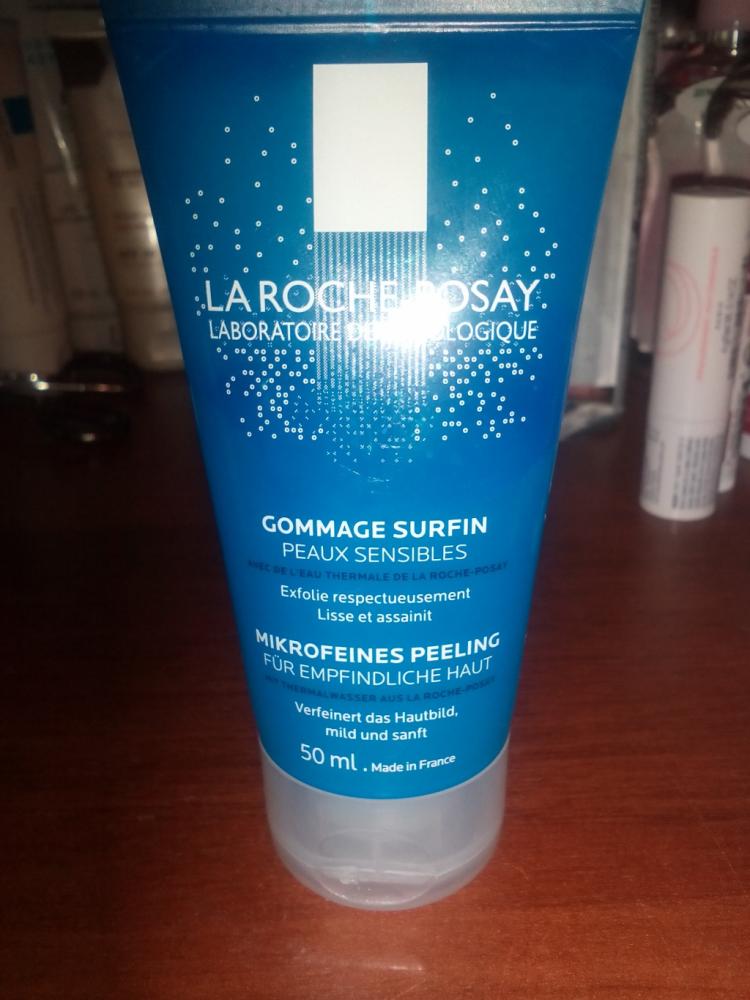 LA ROCHE-POSAY
LABORATOIRE DERMATOLOGIQUE
GOMMAGE SURFIN
PEAUX SENSIBLES
AVEC DE L'EAU THERMALE DE LA ROCHE-POSAY
Exfolie respectueusement
Lisse et assainit
MIKROFEINES PEELING
FÜR EMPFINDLICHE HAUT
MIT THERMALWASSER AUS LA ROCHE-POSAY
Verfeinert das Hautbild,
mild und sanft
50 ml . Made in France